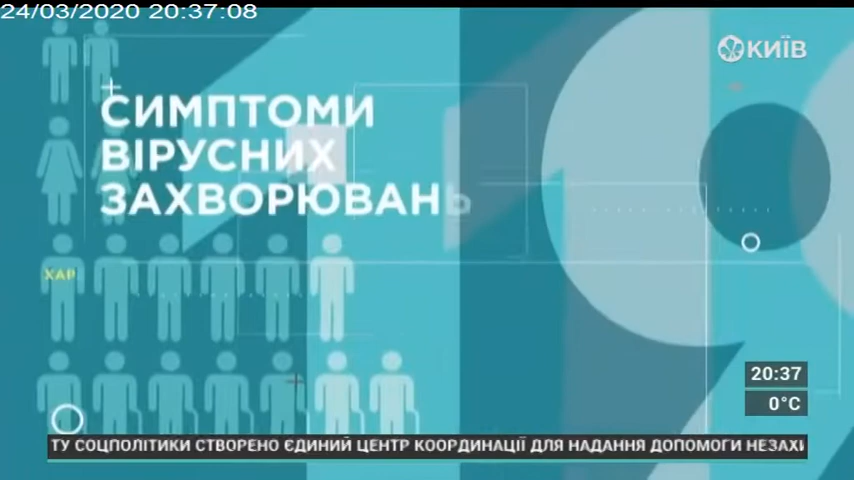 24/03/2020 20:37:08
КИЇВ
СИМПТОМИ
ВІРУСНИХ
ЗАХВОРЮВАНЬ
ХАР
20:37
0°C
ТУ СОЦПОЛІТИКИ СТВОРЕНО ЄДИНИЙ ЦЕНТР КООРДИНАЦІЇ ДЛЯ НАДАННЯ ДОПОМОГИ НЕЗАХИ